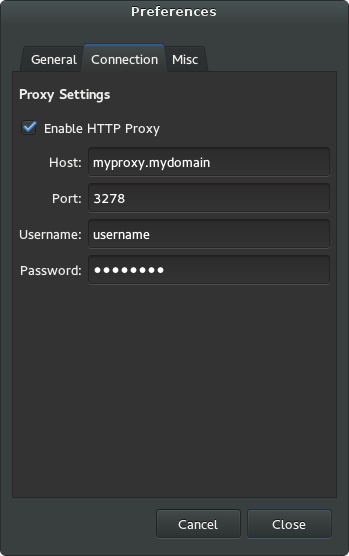 Preferences
General Connection Misc
Proxy Settings
Enable HTTP Proxy
Host: myproxy.mydomain
Port: 3278
Username: username
Password: ●●●●●●●●
Cancel Close